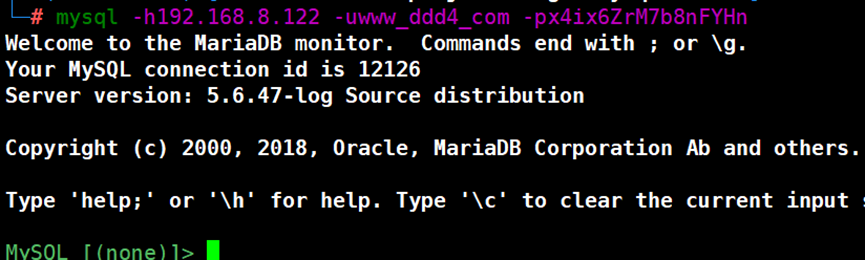 # mysql -h192.168.8.122 -uwww_ddd4_com -px4ix6ZrM7b8nFYHn
Welcome to the MariaDB monitor.  Commands end with ; or \g.
Your MySQL connection id is 12126
Server version: 5.6.47-log Source distribution
Copyright (c) 2000, 2018, Oracle, MariaDB Corporation Ab and others.
Type 'help;' or '\h' for help. Type '\c' to clear the current input s
MySQL [(none)]>